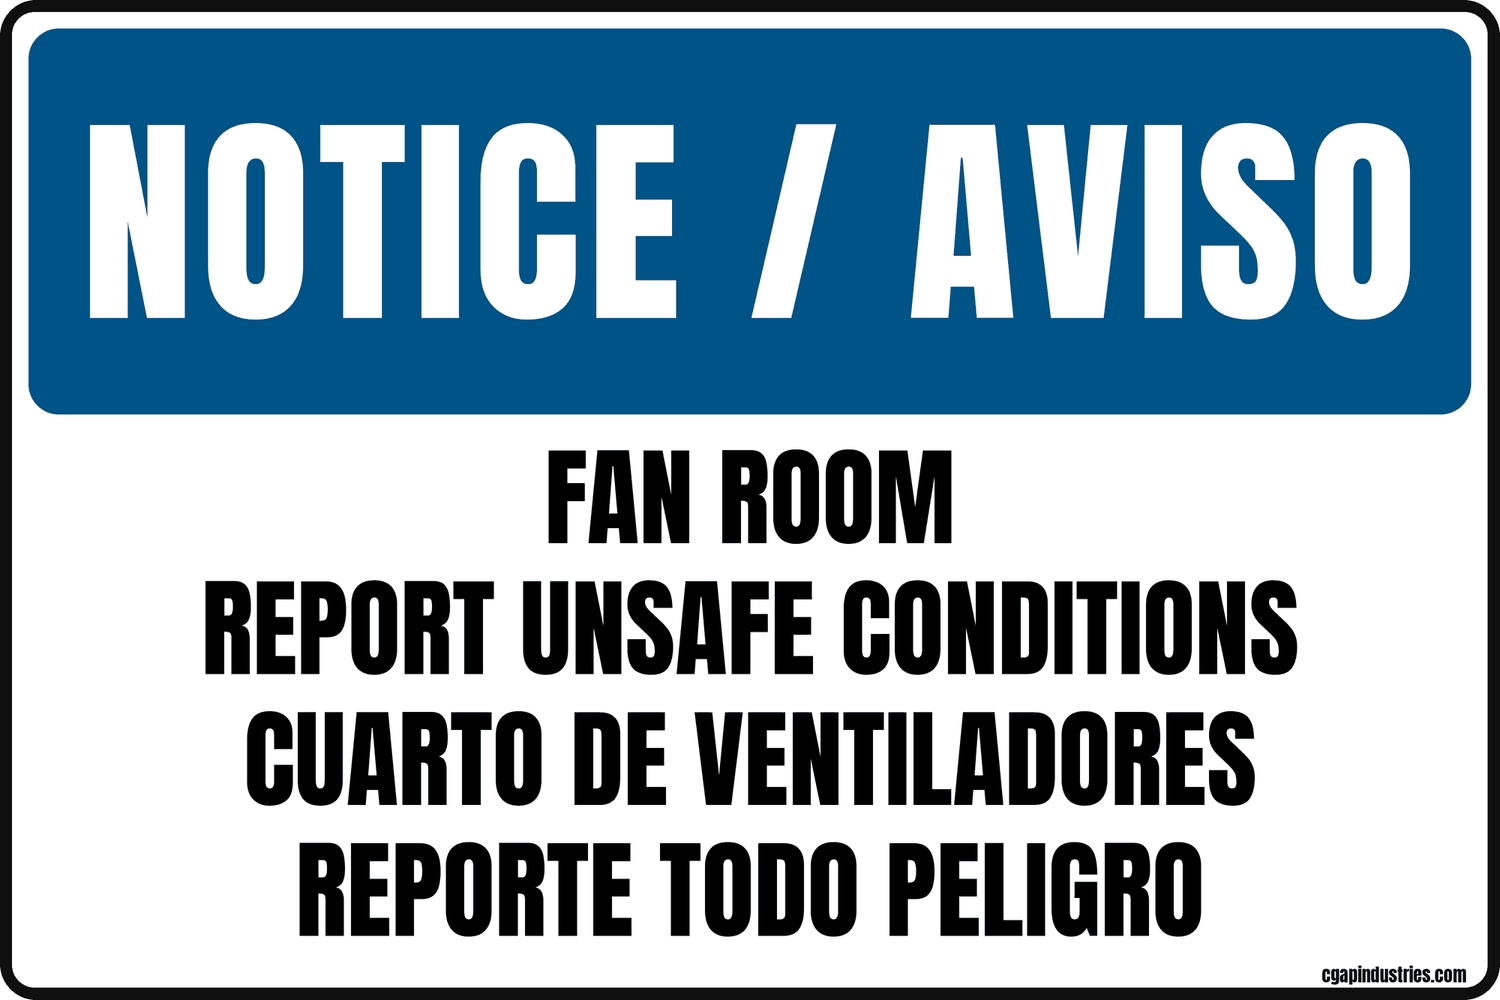 NOTICE / AVISO
FAN ROOM
REPORT UNSAFE CONDITIONS
CUARTO DE VENTILADORES
REPORTE TODO PELIGRO
cgapindustries.com